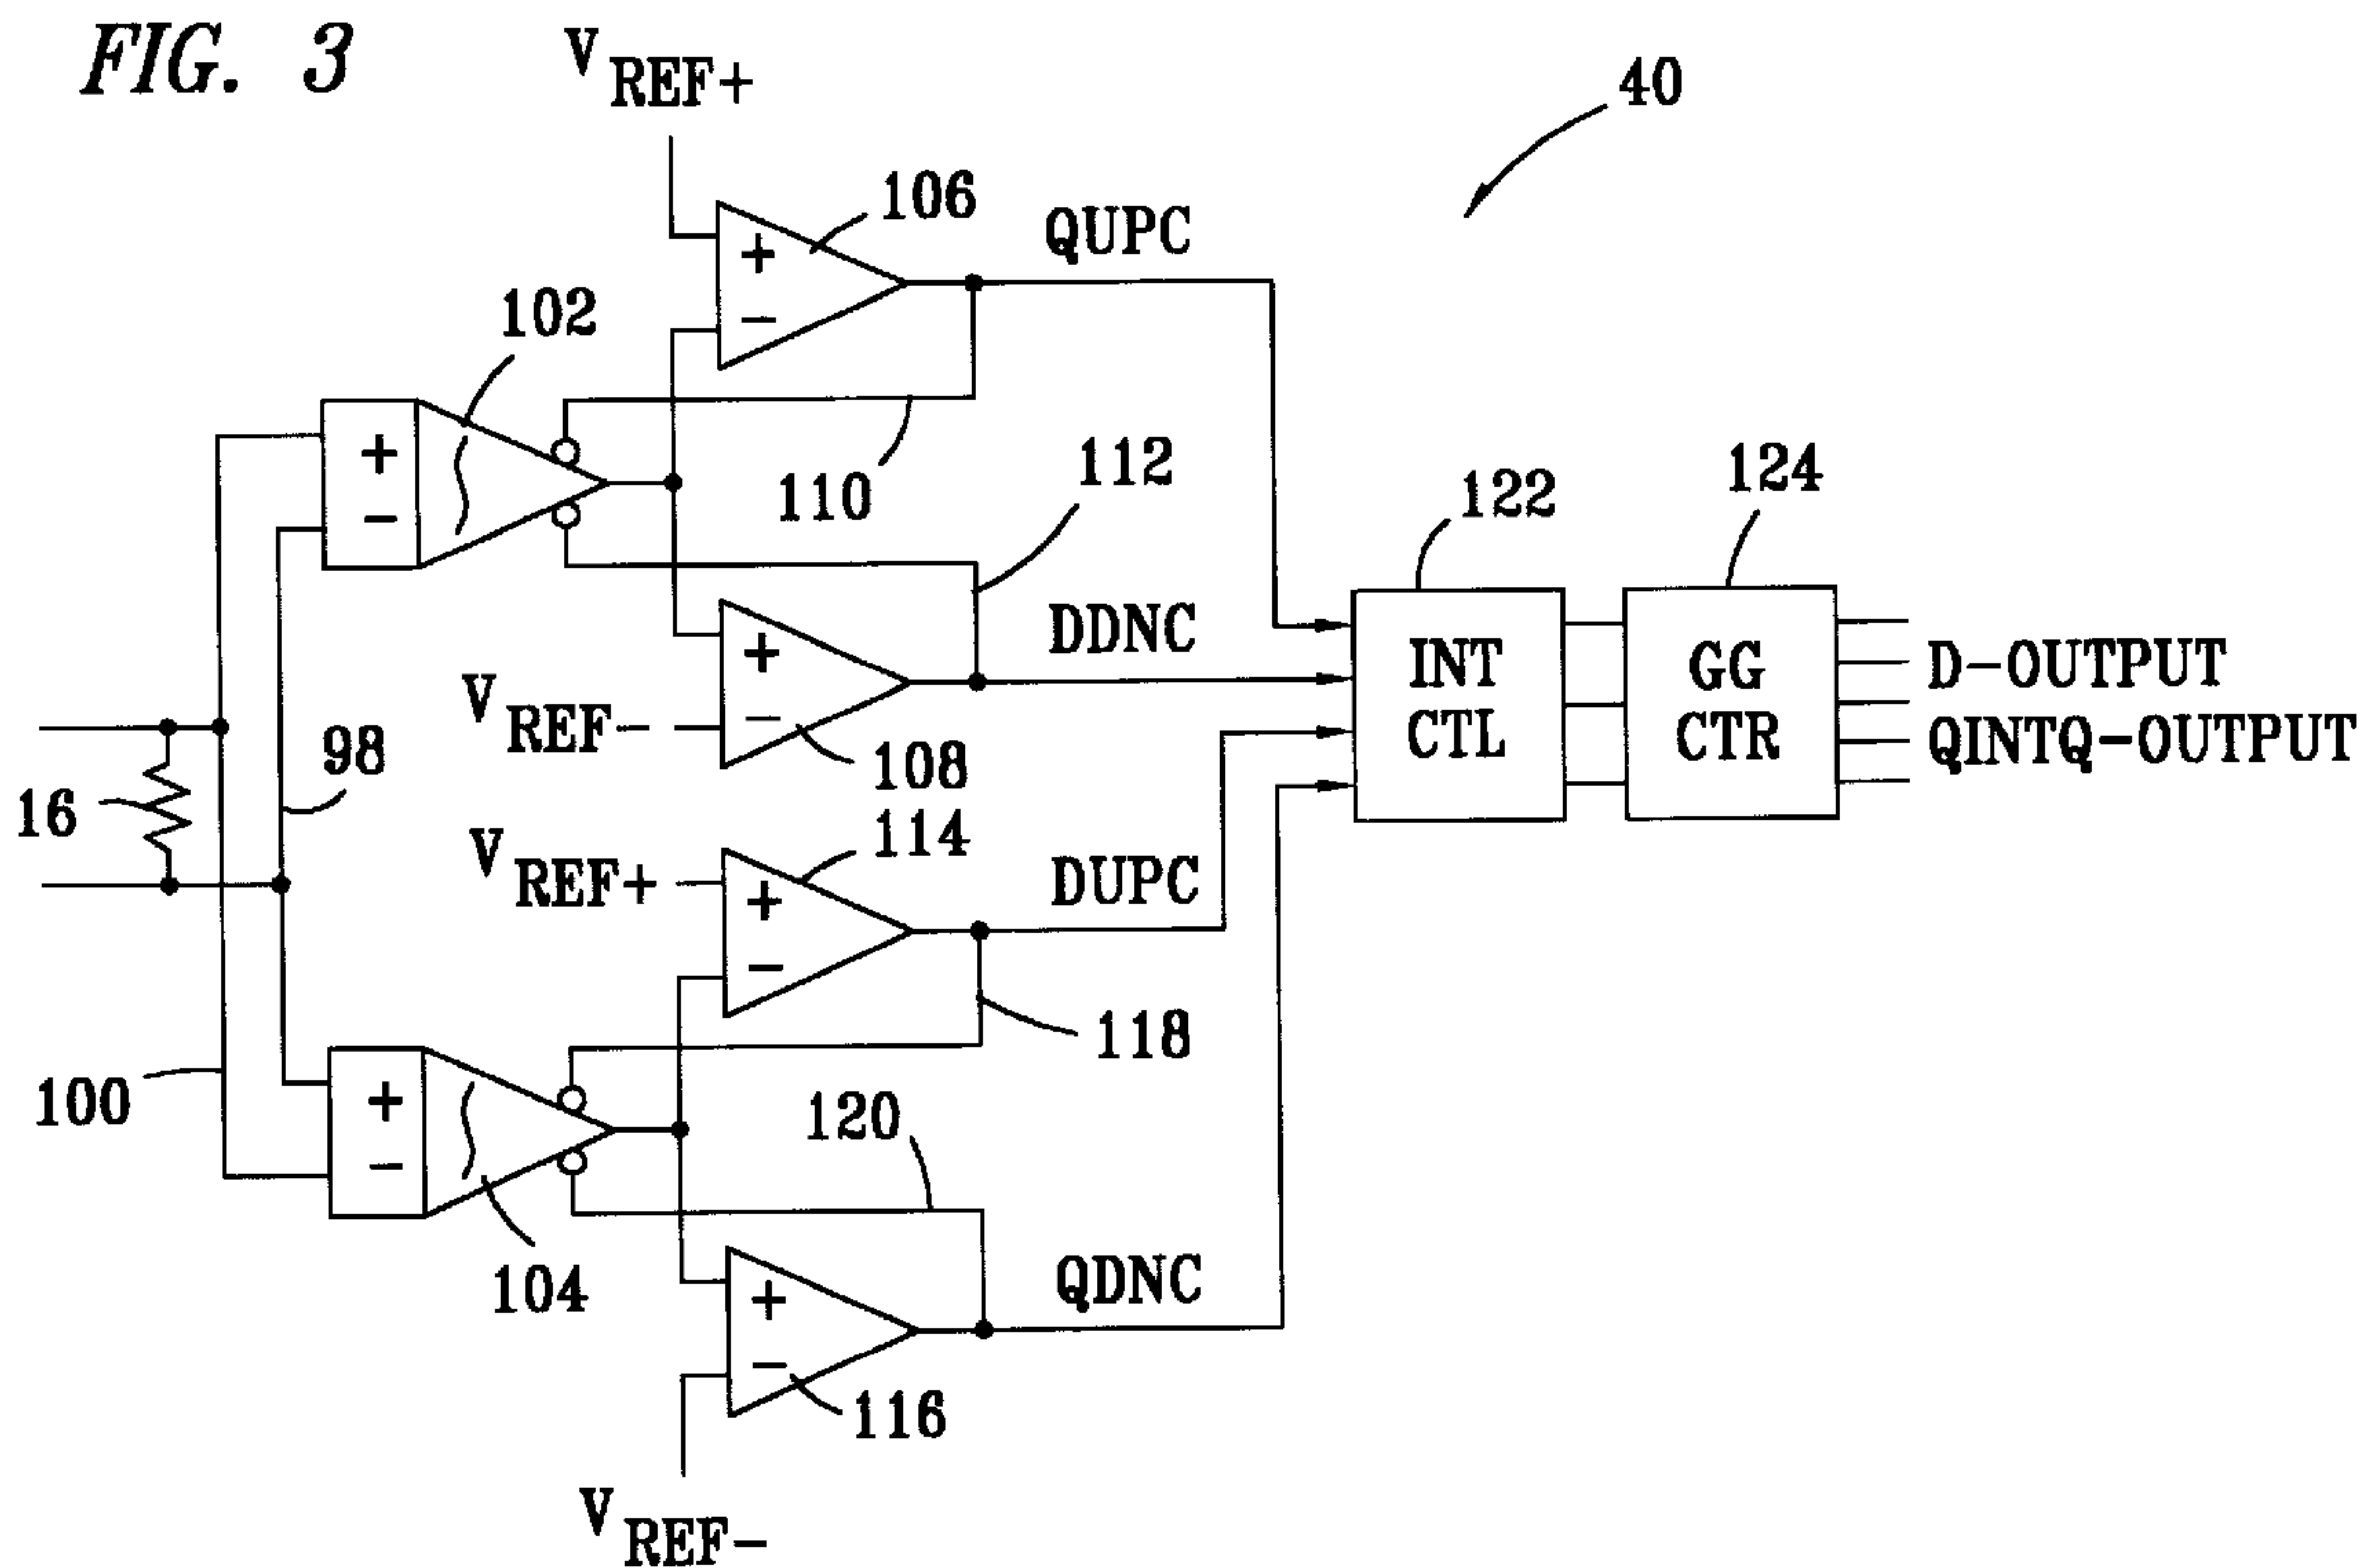 FIG. 3
VREF+
40
106
QUPC
+
−
102
+
−
110
112
122
124
DDNC
+
−
VREF−
108
INT
CTL
GG
CTR
D-OUTPUT
QINTQ-OUTPUT
98
16
114
VREF+
+
−
DUPC
118
100
+
−
120
104
QDNC
+
−
116
VREF−